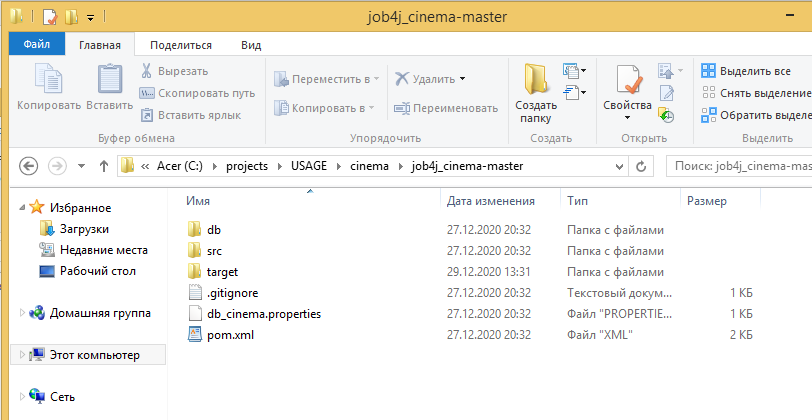 job4j_cinema-master
Файл Главная Поделиться Вид
Копировать Вставить Вырезать Скопировать путь Вставить ярлык
Переместить в Копировать в Удалить Переименовать
Создать папку Свойства
Выделить все Снять выделение Обратить выделе
Буфер обмена Упорядочить Создать Открыть Выделить
Acer (C:) projects USAGE cinema job4j_cinema-master Поиск: job4j_cinema-mas
Имя Дата изменения Тип Размер
Избранное
Загрузки
Недавние места
Рабочий стол
Домашняя группа
Этот компьютер
Сеть
db 27.12.2020 20:32 Папка с файлами
src 27.12.2020 20:32 Папка с файлами
target 29.12.2020 13:31 Папка с файлами
.gitignore 27.12.2020 20:32 Текстовый докум... 1 КБ
db_cinema.properties 27.12.2020 20:32 Файл "PROPERTIE... 1 КБ
pom.xml 27.12.2020 20:32 Файл "XML" 2 КБ